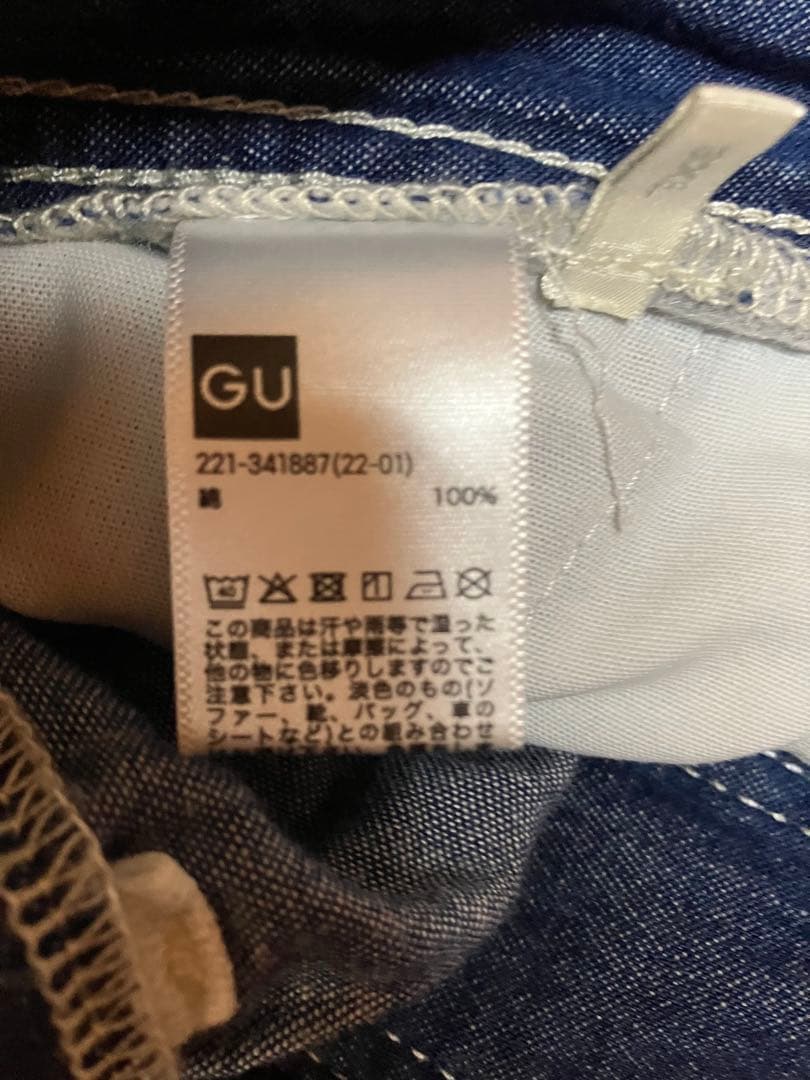 GU
221-341887(22-01)
綿 100%
40
この商品は汗や雨等で湿った
状態、または摩擦によって、
他の物に色移りしますのでご
注意下さい。淡色のもの(ソ
ファー、靴、バッグ、車の
シートなど)との組み合わせ